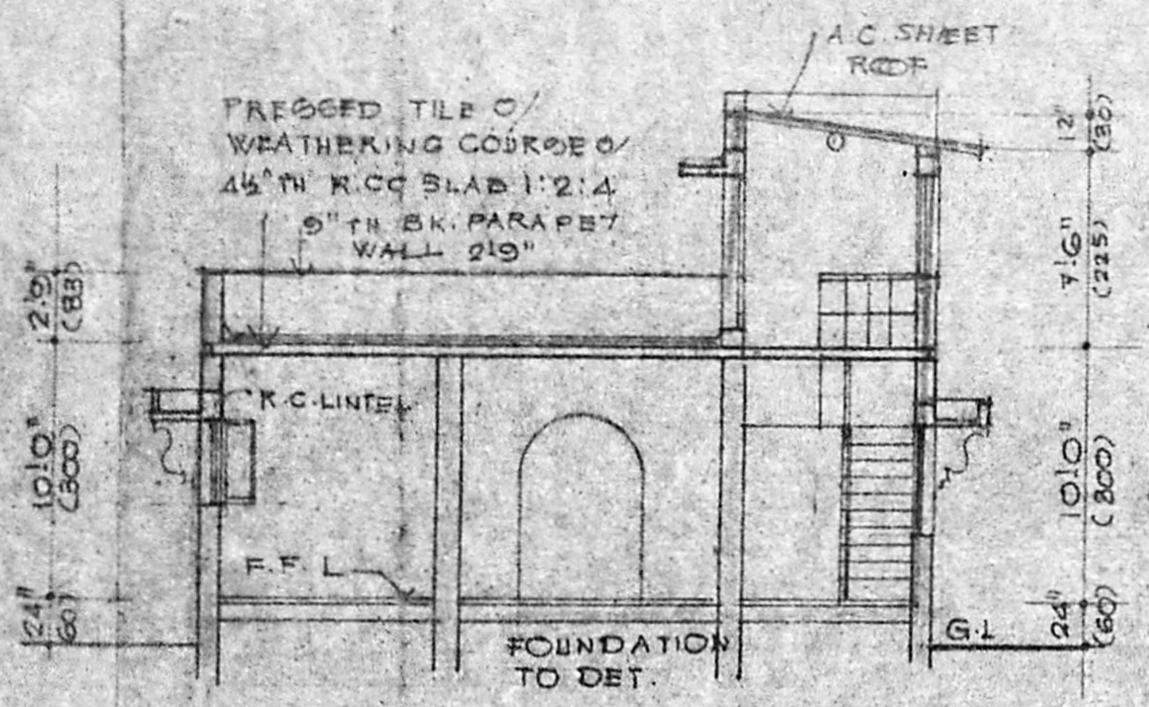 A.C. SHEET
ROOF
PRESSED TILE O/
WEATHERING COURSE O/
4½" TH R.CC SLAB 1:2:4
9" TH BK. PARAPET
WALL 2'9"
12"
(30)
7'.6"
(225)
2'.9"
(83)
R.C. LINTEL
10'.0"
(300)
10'.0"
(300)
F.F.L
24"
60)
FOUNDATION
TO DET.
G.L
24"
(60)